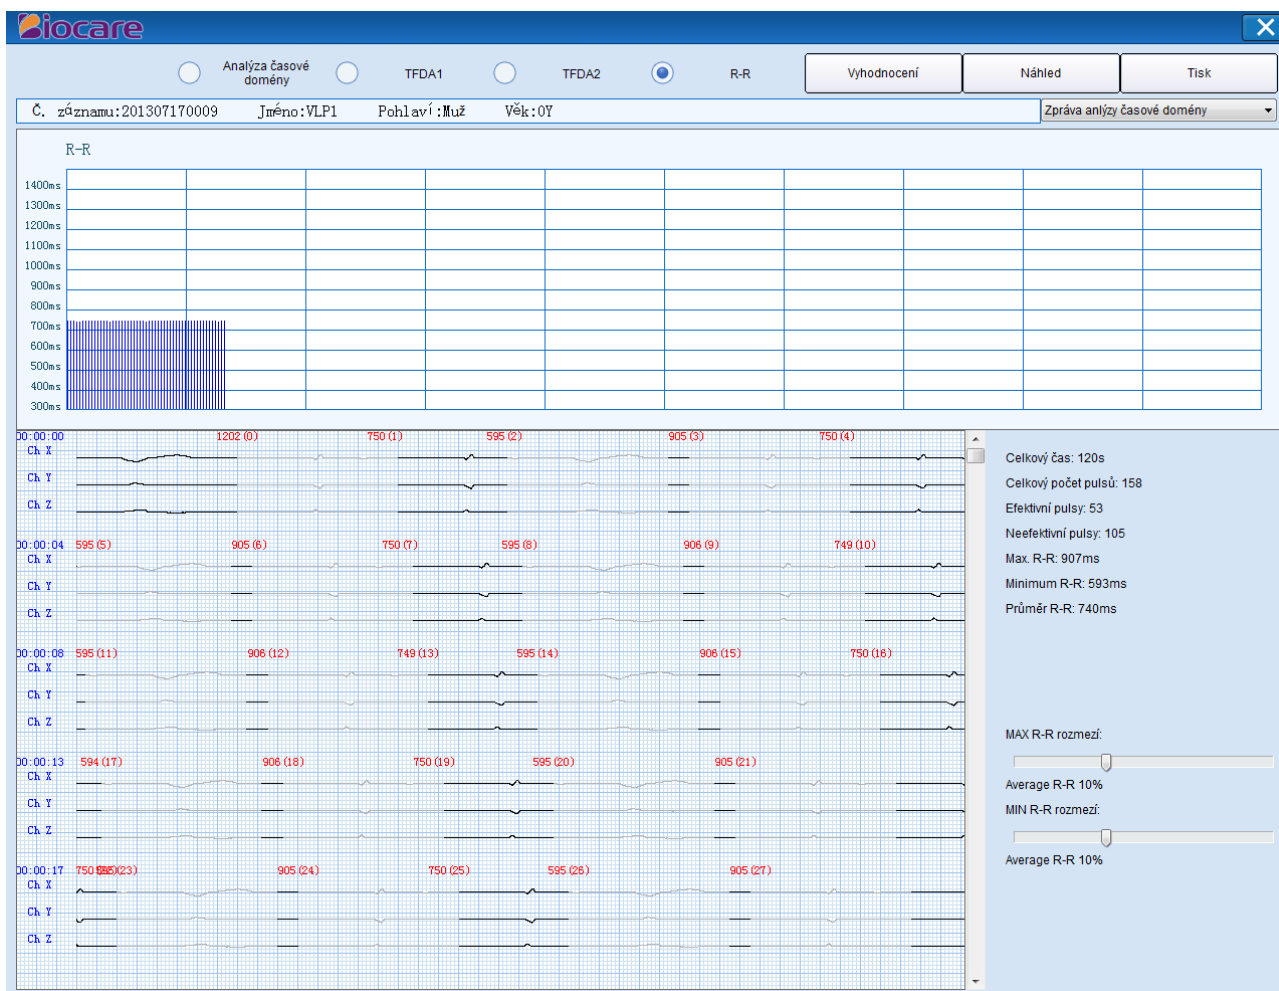 Biocare
Analýza časové domény TFDA1 TFDA2 R-R Vyhodnocení Náhled Tisk
Č. záznamu:201307170009 Jméno:VLP1 Pohlaví:Muž Věk:0Y Zpráva anlýzy časové domény
R-R
1400ms
1300ms
1200ms
1100ms
1000ms
900ms
800ms
700ms
600ms
500ms
400ms
300ms
00:00:00 1202(0) 750(1) 595(2) 905(3) 750(4)
Ch X
Ch Y
Ch Z
00:00:04 595(5) 905(6) 750(7) 595(8) 906(9) 749(10)
Ch X
Ch Y
Ch Z
00:00:08 595(11) 906(12) 749(13) 595(14) 906(15) 750(16)
Ch X
Ch Y
Ch Z
00:00:13 594(17) 906(18) 750(19) 595(20) 905(21)
Ch X
Ch Y
Ch Z
00:00:17 750 (23) 905(24) 750(25) 595(26) 905(27)
Ch X
Ch Y
Ch Z
Celkový čas: 120s
Celkový počet pulsů: 158
Efektivní pulsy: 53
Neefektivní pulsy: 105
Max. R-R: 907ms
Minimum R-R: 593ms
Průměr R-R: 740ms
MAX R-R rozmezí:
Average R-R 10%
MIN R-R rozmezí:
Average R-R 10%